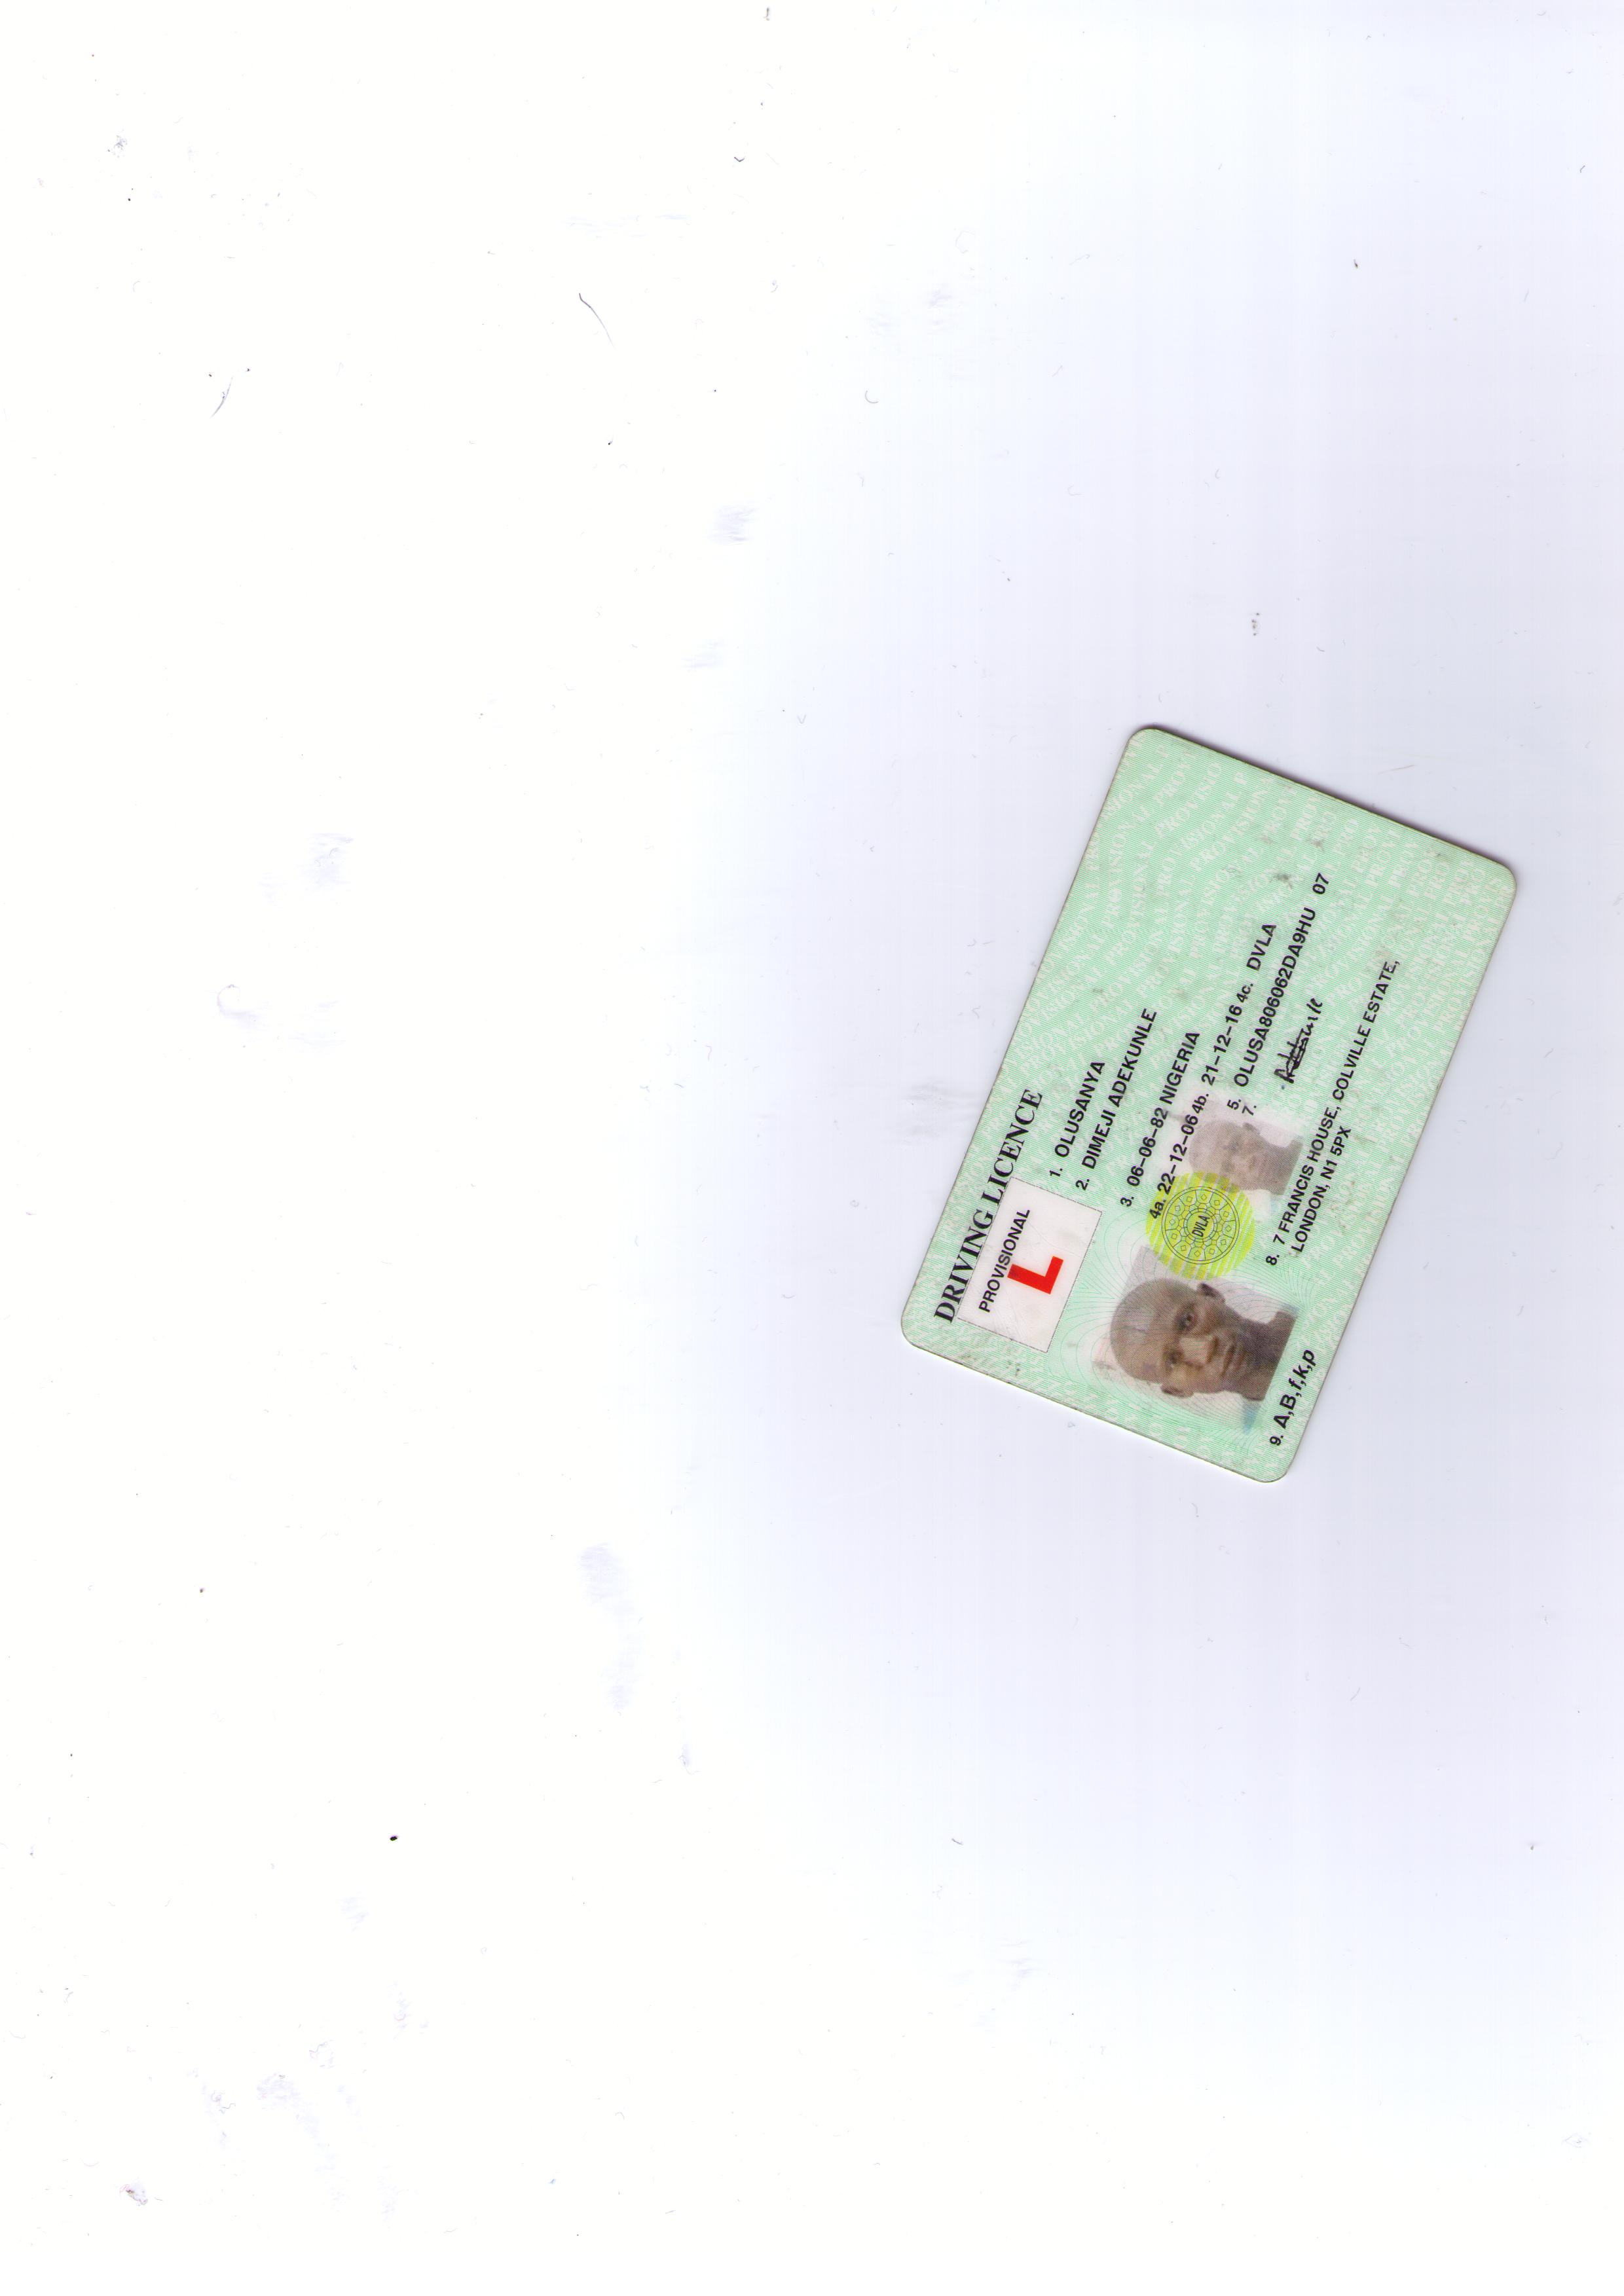 DRIVING LICENCE
PROVISIONAL
L
1. OLUSANYA
2. DIMEJI ADEKUNLE
3. 06-06-82 NIGERIA
4a. 22-12-06 4b. 21-12-16 4c. DVLA
5. OLUSA806062DA9HU 07
7.
DVLA
8. 7 FRANCIS HOUSE, COLVILLE ESTATE,
LONDON, N1 5PX
9. A,B,f,k,p